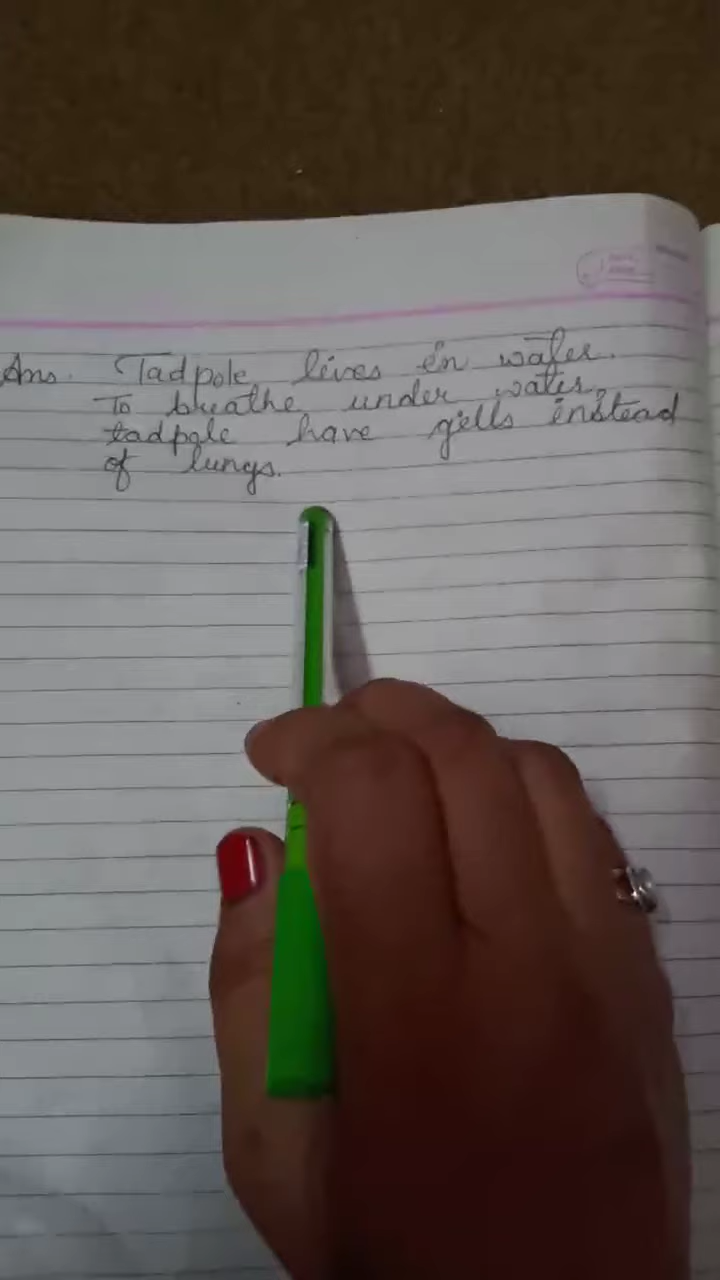 Ans. Tadpole lives in water.
To breathe under water,
tadpole have gills instead
of lungs.